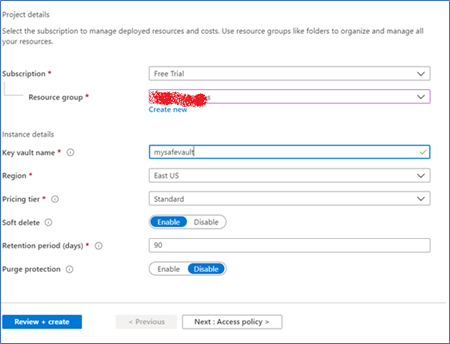 Project details
Select the subscription to manage deployed resources and costs. Use resource groups like folders to organize and manage all
your resources.
Subscription * Free Trial
Resource group *
Create new
Instance details
Key vault name * mysafevault
Region * East US
Pricing tier * Standard
Soft delete Enable Disable
Retention period (days) * 90
Purge protection Enable Disable
Review + create < Previous Next : Access policy >